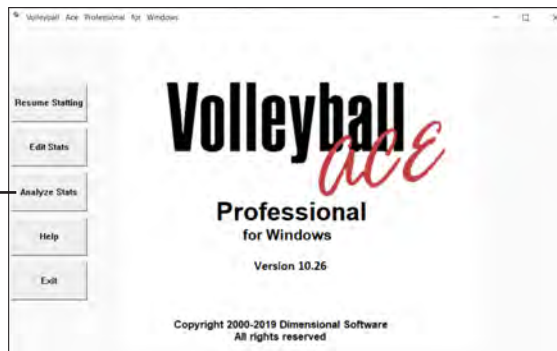 Volleyball Ace Professional for Windows
Resume Statting
Edit Stats
Analyze Stats
Help
Exit
Volleyball
ACE
Professional
for Windows
Version 10.26
Copyright 2000-2019 Dimensional Software
All rights reserved